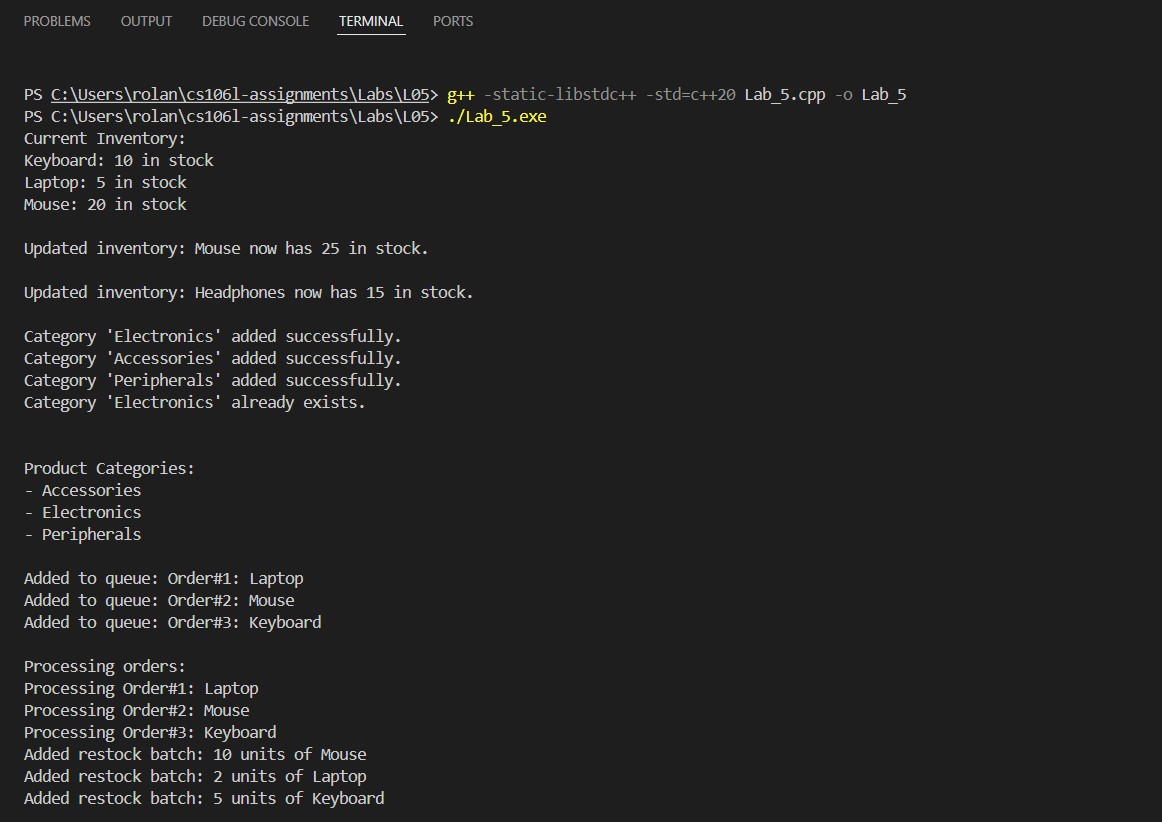 PROBLEMS OUTPUT DEBUG CONSOLE TERMINAL PORTS
PS C:\Users\rolan\cs106l-assignments\Labs\L05> g++ -static-libstdc++ -std=c++20 Lab_5.cpp -o Lab_5
PS C:\Users\rolan\cs106l-assignments\Labs\L05> ./Lab_5.exe
Current Inventory:
Keyboard: 10 in stock
Laptop: 5 in stock
Mouse: 20 in stock
Updated inventory: Mouse now has 25 in stock.
Updated inventory: Headphones now has 15 in stock.
Category 'Electronics' added successfully.
Category 'Accessories' added successfully.
Category 'Peripherals' added successfully.
Category 'Electronics' already exists.
Product Categories:
- Accessories
- Electronics
- Peripherals
Added to queue: Order#1: Laptop
Added to queue: Order#2: Mouse
Added to queue: Order#3: Keyboard
Processing orders:
Processing Order#1: Laptop
Processing Order#2: Mouse
Processing Order#3: Keyboard
Added restock batch: 10 units of Mouse
Added restock batch: 2 units of Laptop
Added restock batch: 5 units of Keyboard